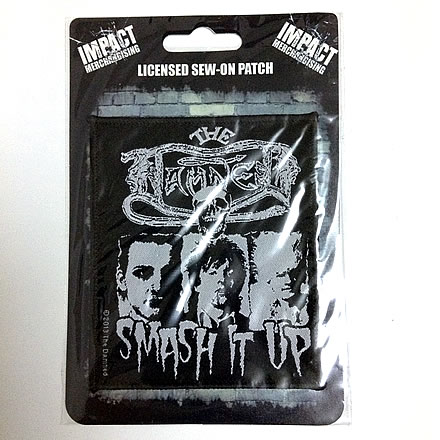 IMPACT
MERCHANDISING
IMPACT
MERCHANDISING
LICENSED SEW-ON PATCH
THE
DAMNED
SMASH IT UP
© 2013 The Damned